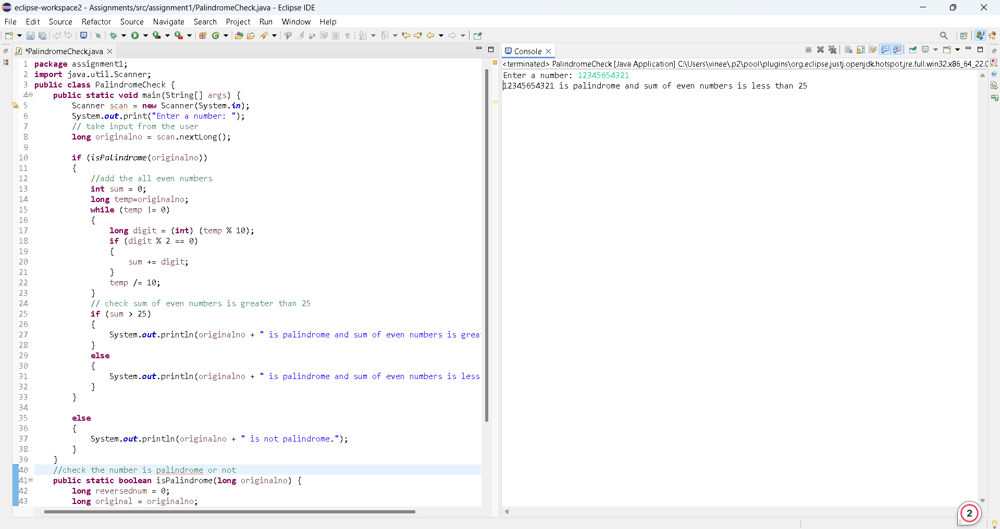 eclipse-workspace2 - Assignments/src/assignment1/PalindromeCheck.java - Eclipse IDE
File Edit Source Refactor Source Navigate Search Project Run Window Help
*PalindromeCheck.java
1 package assignment1;
2 import java.util.Scanner;
3 public class PalindromeCheck {
4 public static void main(String[] args) {
5 Scanner scan = new Scanner(System.in);
6 System.out.print("Enter a number: ");
7 // take input from the user
8 long originalno = scan.nextLong();
9
10 if (isPalindrome(originalno))
11 {
12 //add the all even numbers
13 int sum = 0;
14 long temp=originalno;
15 while (temp != 0)
16 {
17 long digit = (int) (temp % 10);
18 if (digit % 2 == 0)
19 {
20 sum += digit;
21 }
22 temp /= 10;
23 }
24 // check sum of even numbers is greater than 25
25 if (sum > 25)
26 {
27 System.out.println(originalno + " is palindrome and sum of even numbers is grea
28 }
29 else
30 {
31 System.out.println(originalno + " is palindrome and sum of even numbers is less
32 }
33 }
34
35 else
36 {
37 System.out.println(originalno + " is not palindrome.");
38 }
39 }
40 //check the number is palindrome or not
41 public static boolean isPalindrome(long originalno) {
42 long reversednum = 0;
43 long original = originalno;
Console
<terminated> PalindromeCheck [Java Application] C:\Users\vinee\.p2\pool\plugins\org.eclipse.justj.openjdk.hotspot.jre.full.win32.x86_64_22.0
Enter a number: 12345654321
12345654321 is palindrome and sum of even numbers is less than 25
2